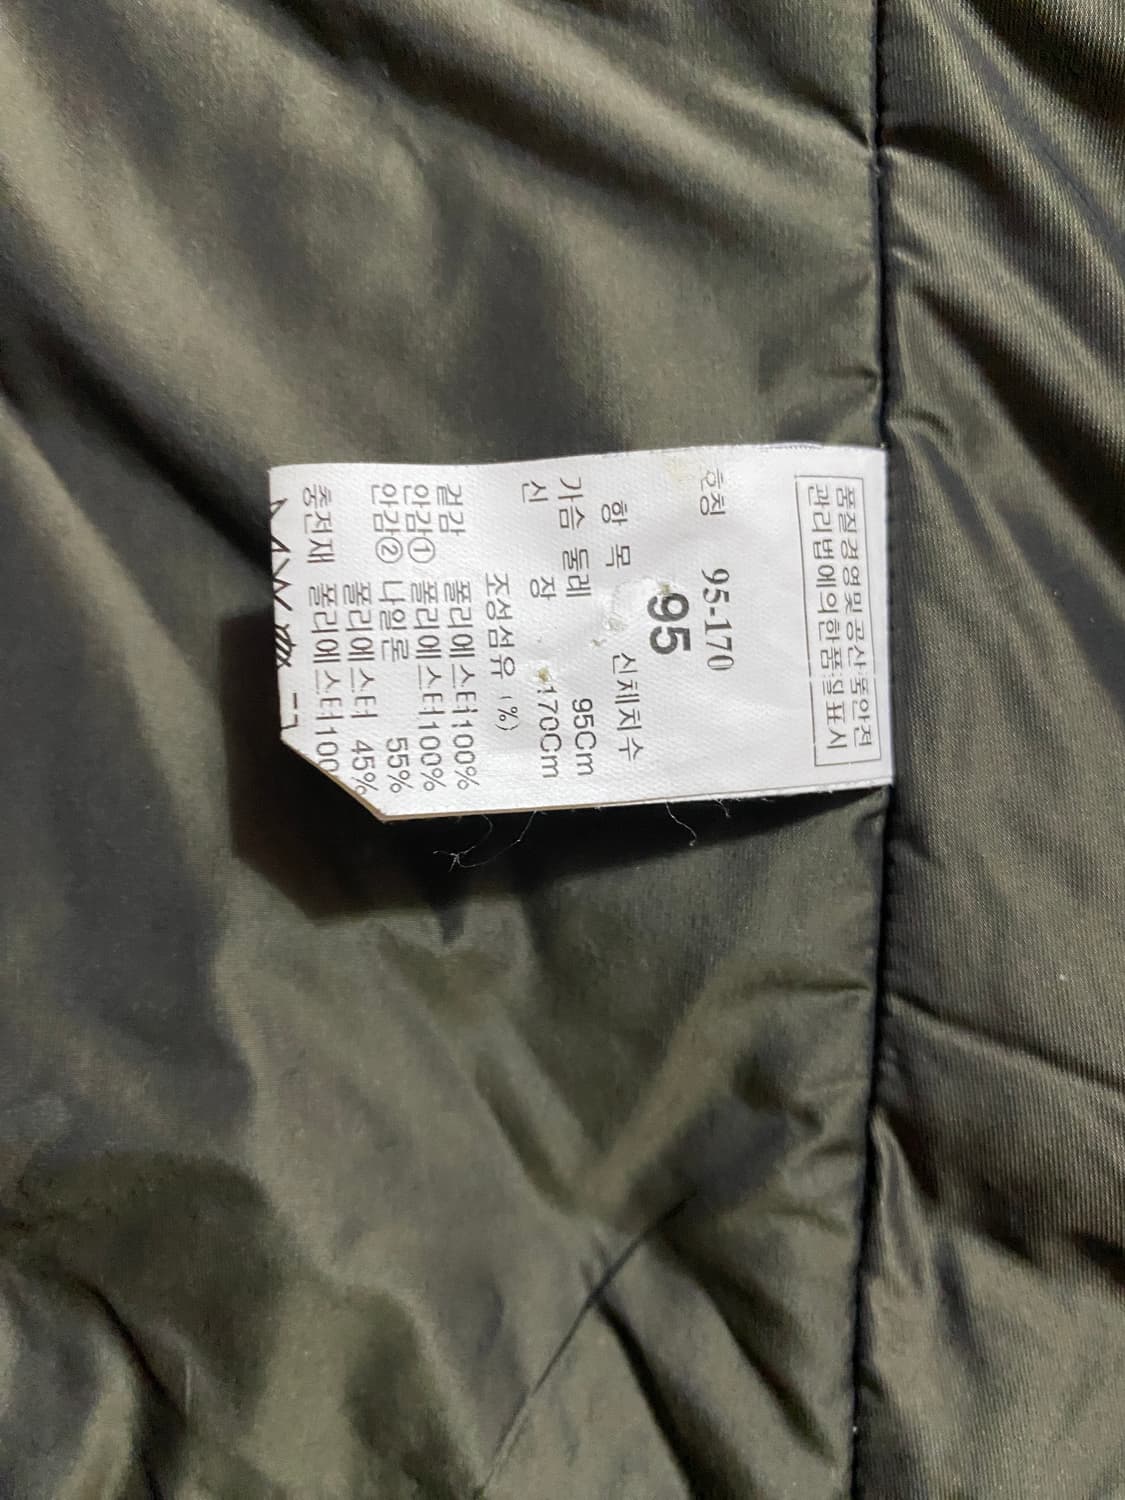 품질경영및공산품안전
관리법에의한품질표시
호칭 95-170
95
항 목 신체치수
가슴 둘레 95Cm
신 장 170Cm
조성섬유 (%)
겉감 폴리에스터100%
안감① 폴리에스터100%
안감② 나일론 55%
폴리에스터 45%
충전재 폴리에스터100